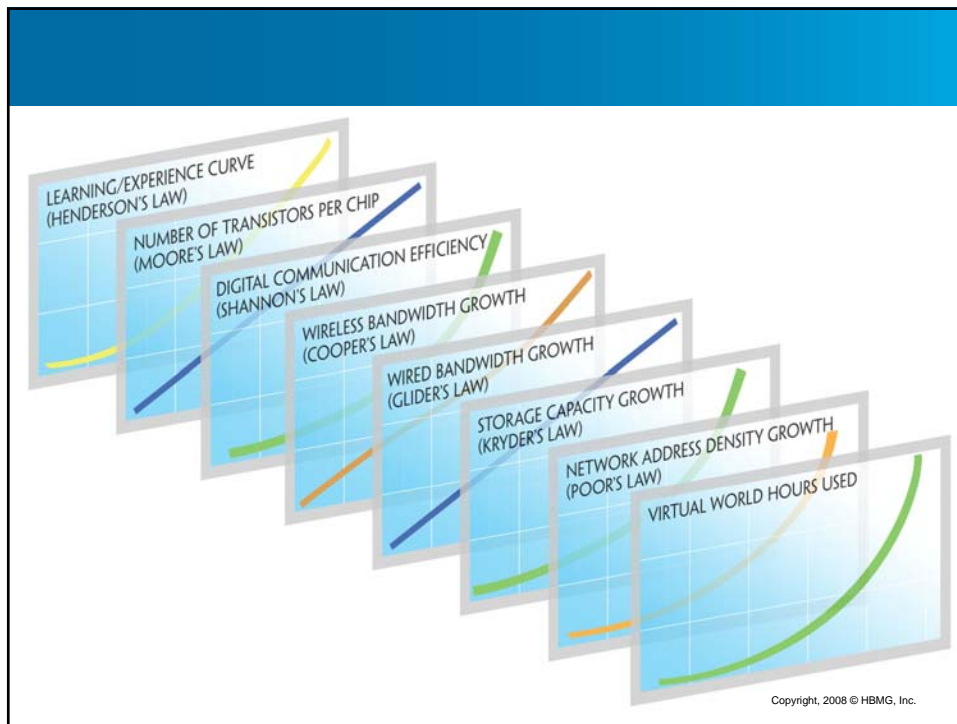 LEARNING/EXPERIENCE CURVE
(HENDERSON'S LAW)
NUMBER OF TRANSISTORS PER CHIP
(MOORE'S LAW)
DIGITAL COMMUNICATION EFFICIENCY
(SHANNON'S LAW)
WIRELESS BANDWIDTH GROWTH
(COOPER'S LAW)
WIRED BANDWIDTH GROWTH
(GLIDER'S LAW)
STORAGE CAPACITY GROWTH
(KRYDER'S LAW)
NETWORK ADDRESS DENSITY GROWTH
(POOR'S LAW)
VIRTUAL WORLD HOURS USED
Copyright, 2008 © HBMG, Inc.